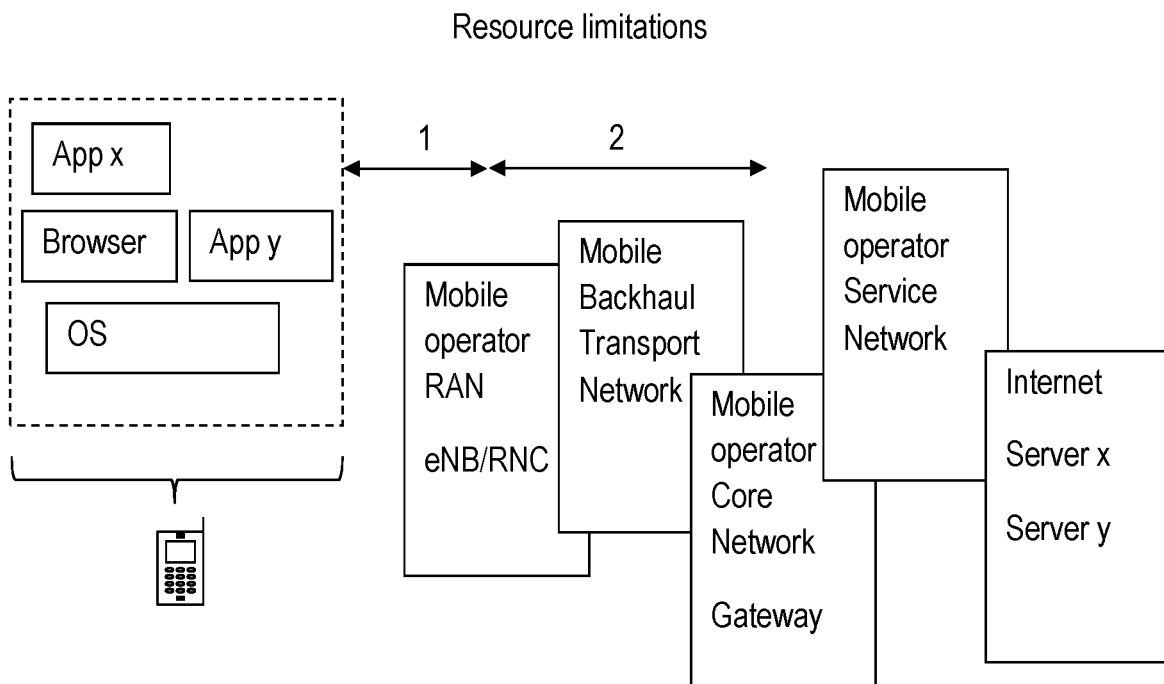 Resource limitations
1
2
App x
Browser
App y
OS
Mobile
operator
RAN
eNB/RNC
Mobile
Backhaul
Transport
Network
Mobile
operator
Core
Network
Gateway
Mobile
operator
Service
Network
Internet
Server x
Server y